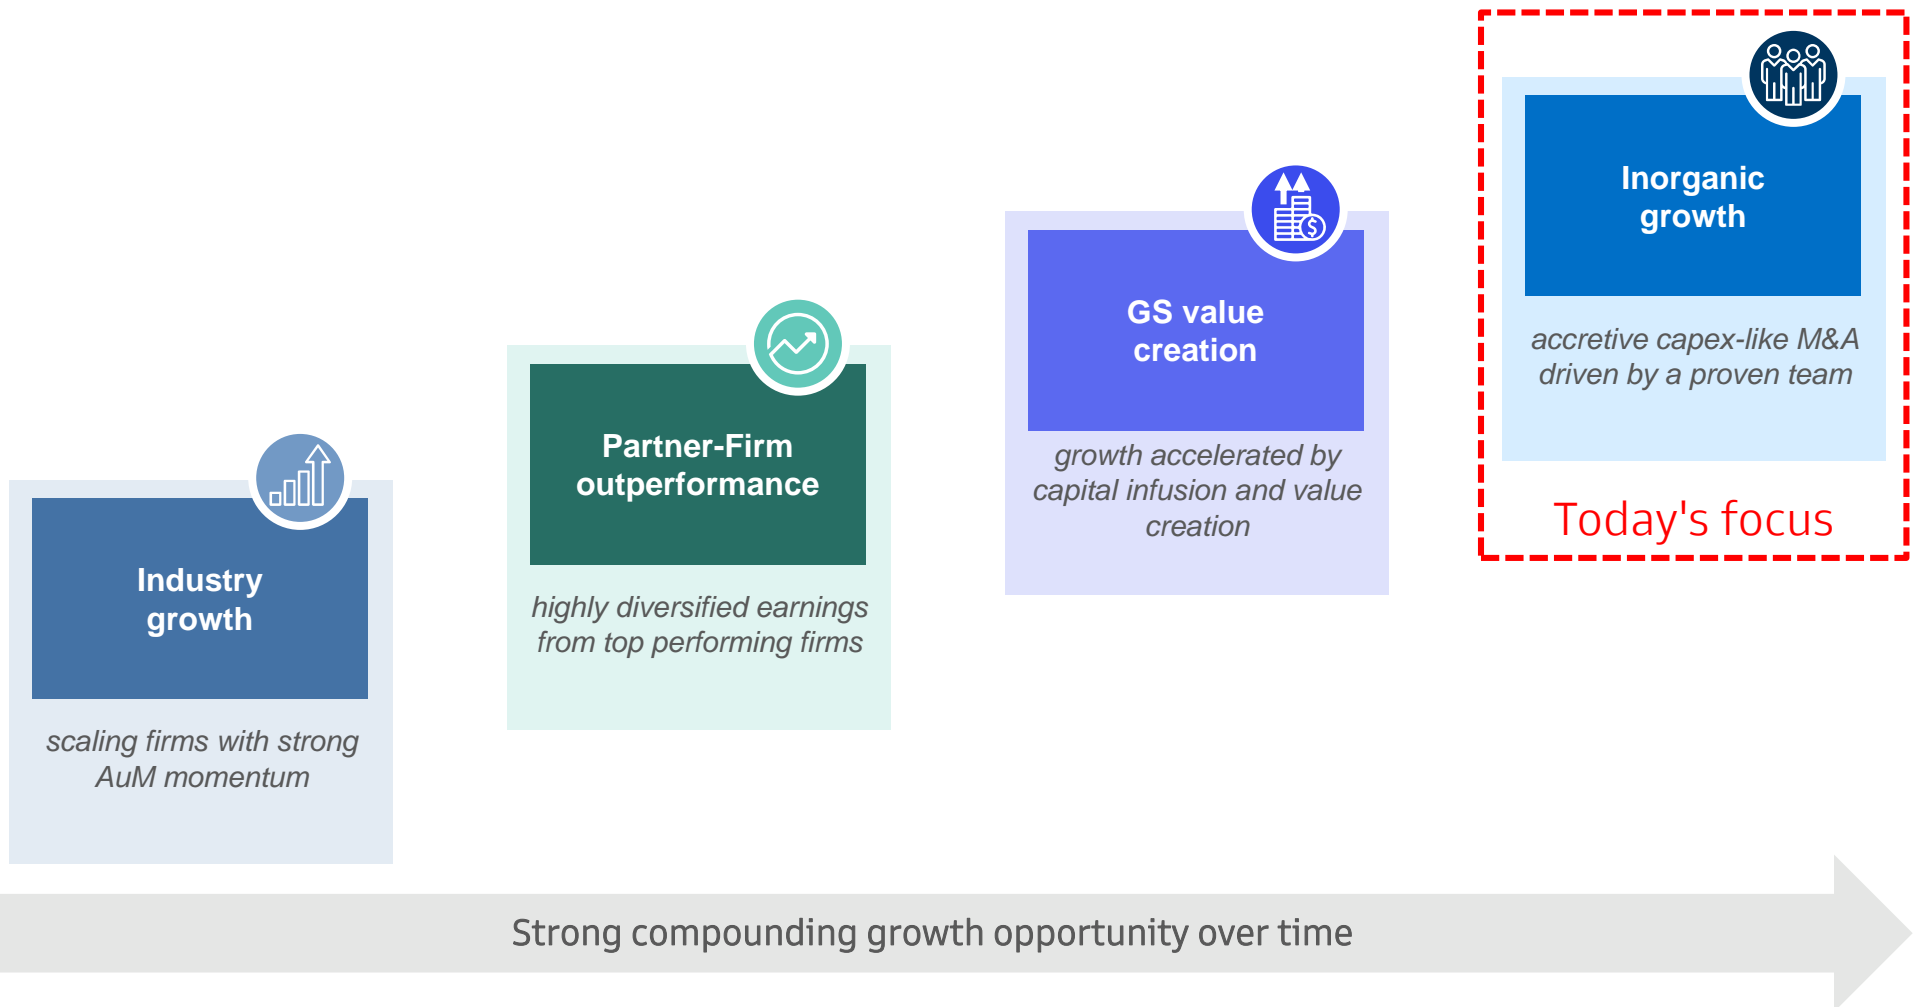 Industry
growth
scaling firms with strong
AuM momentum
Partner-Firm
outperformance
highly diversified earnings
from top performing firms
GS value
creation
growth accelerated by
capital infusion and value
creation
Inorganic
growth
accretive capex-like M&A
driven by a proven team
Today's focus
Strong compounding growth opportunity over time